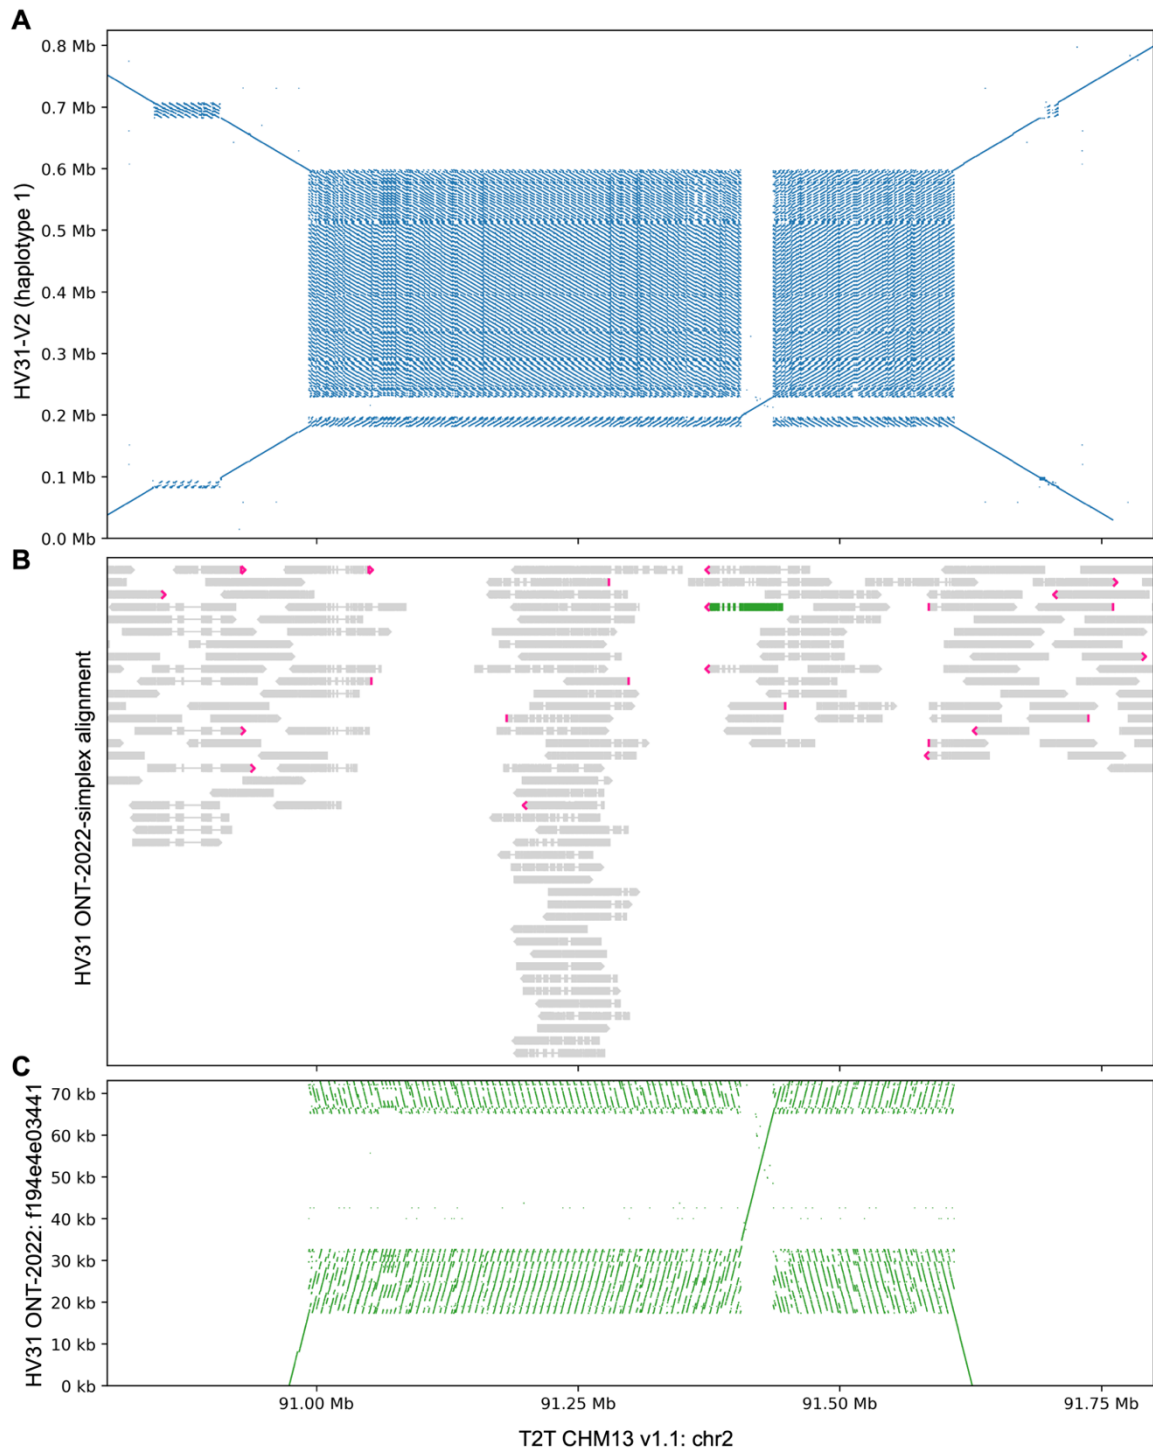 A
0.8 Mb
0.7 Mb
0.6 Mb
0.5 Mb
0.4 Mb
0.3 Mb
0.2 Mb
0.1 Mb
0.0 Mb
HV31-V2 (haplotype 1)
B
HV31 ONT-2022-simplex alignment
C
70 kb
60 kb
50 kb
40 kb
30 kb
20 kb
10 kb
0 kb
HV31 ONT-2022: f194e4e03441
91.00 Mb 91.25 Mb 91.50 Mb 91.75 Mb
T2T CHM13 v1.1: chr2